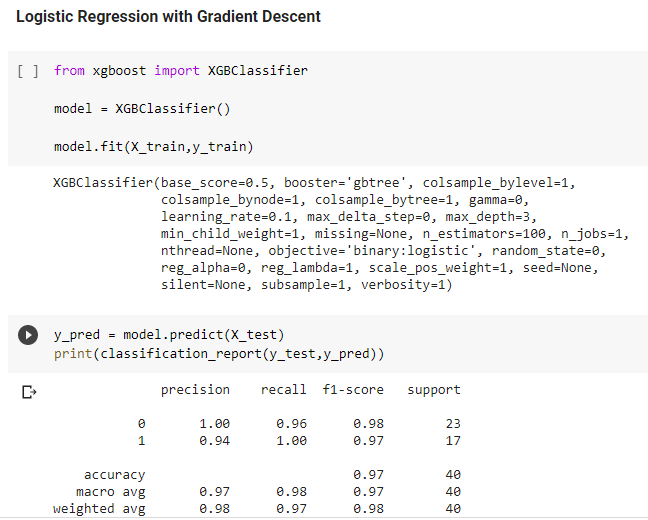 Logistic Regression with Gradient Descent
[ ] from xgboost import XGBClassifier
model = XGBClassifier()
model.fit(X_train,y_train)
XGBClassifier(base_score=0.5, booster='gbtree', colsample_bylevel=1,
colsample_bynode=1, colsample_bytree=1, gamma=0,
learning_rate=0.1, max_delta_step=0, max_depth=3,
min_child_weight=1, missing=None, n_estimators=100, n_jobs=1,
nthread=None, objective='binary:logistic', random_state=0,
reg_alpha=0, reg_lambda=1, scale_pos_weight=1, seed=None,
silent=None, subsample=1, verbosity=1)
y_pred = model.predict(X_test)
print(classification_report(y_test,y_pred))
precision recall f1-score support
0 1.00 0.96 0.98 23
1 0.94 1.00 0.97 17
accuracy 0.97 40
macro avg 0.97 0.98 0.97 40
weighted avg 0.98 0.97 0.98 40